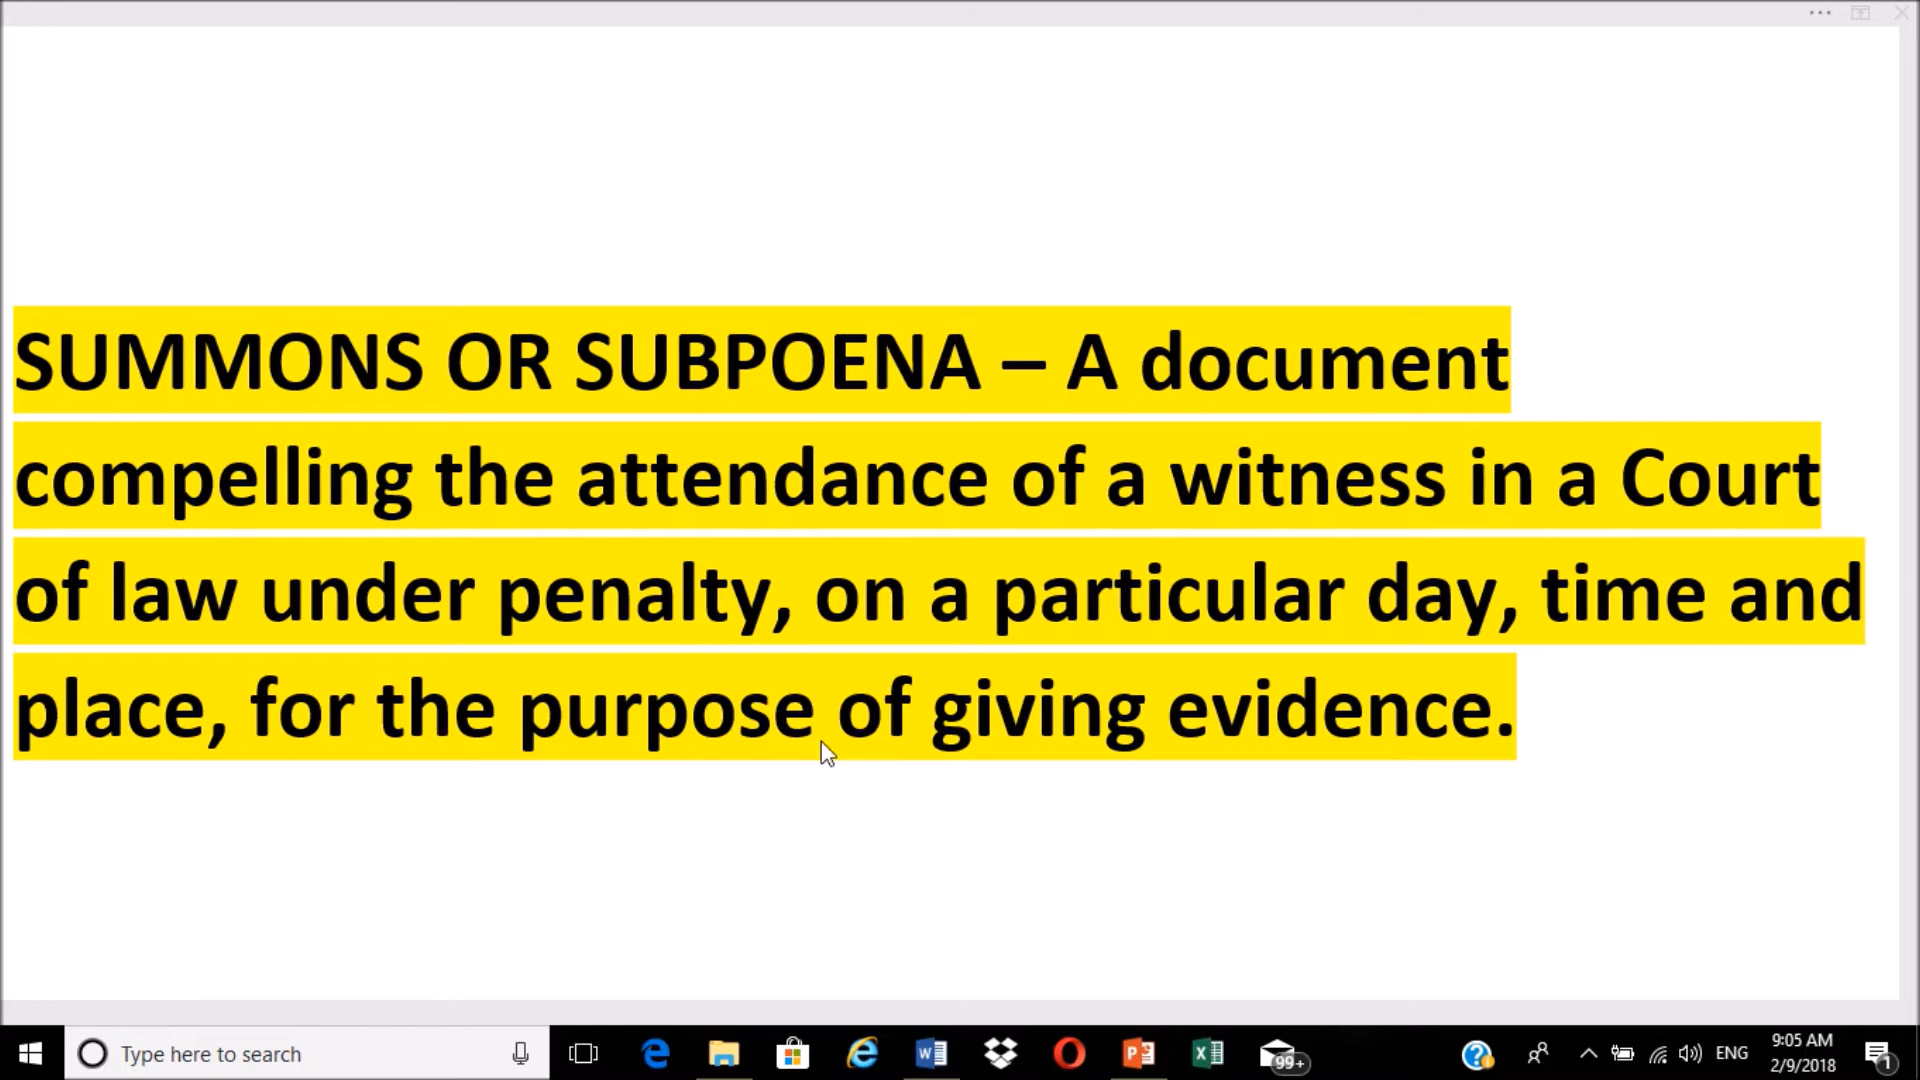 SUMMONS OR SUBPOENA – A document
compelling the attendance of a witness in a Court
of law under penalty, on a particular day, time and
place, for the purpose of giving evidence.
Type here to search
99+
ENG
9:05 AM
2/9/2018
1